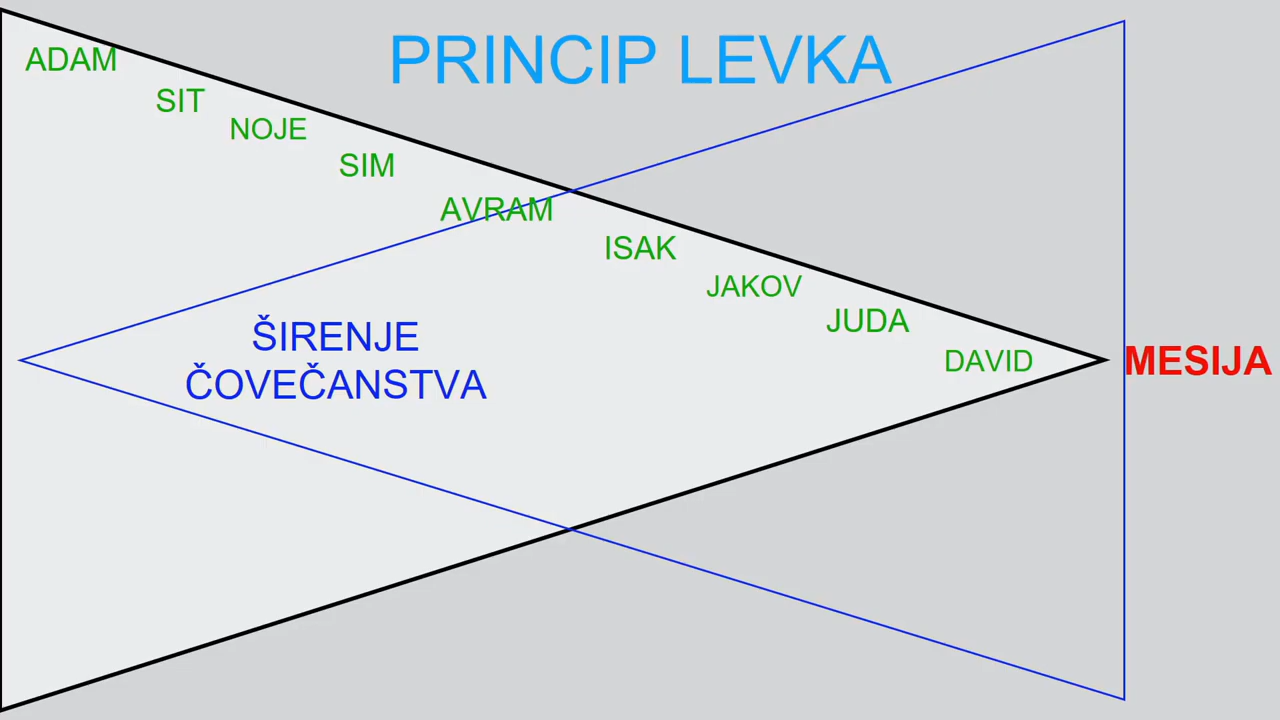 PRINCIP LEVKA
ADAM
SIT
NOJE
SIM
AVRAM
ISAK
JAKOV
JUDA
DAVID
MESIJA
ŠIRENJE
ČOVEČANSTVA